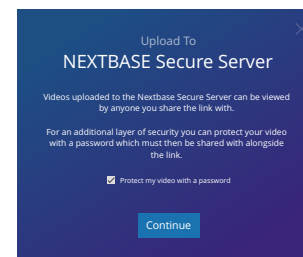 Upload To
NEXTBASE Secure Server
Videos uploaded to the Nextbase Secure Server can be viewed
by anyone you share the link with.
For an additional layer of security you can protect your video
with a password which must then be shared with alongside
the link.
Protect my video with a password
Continue